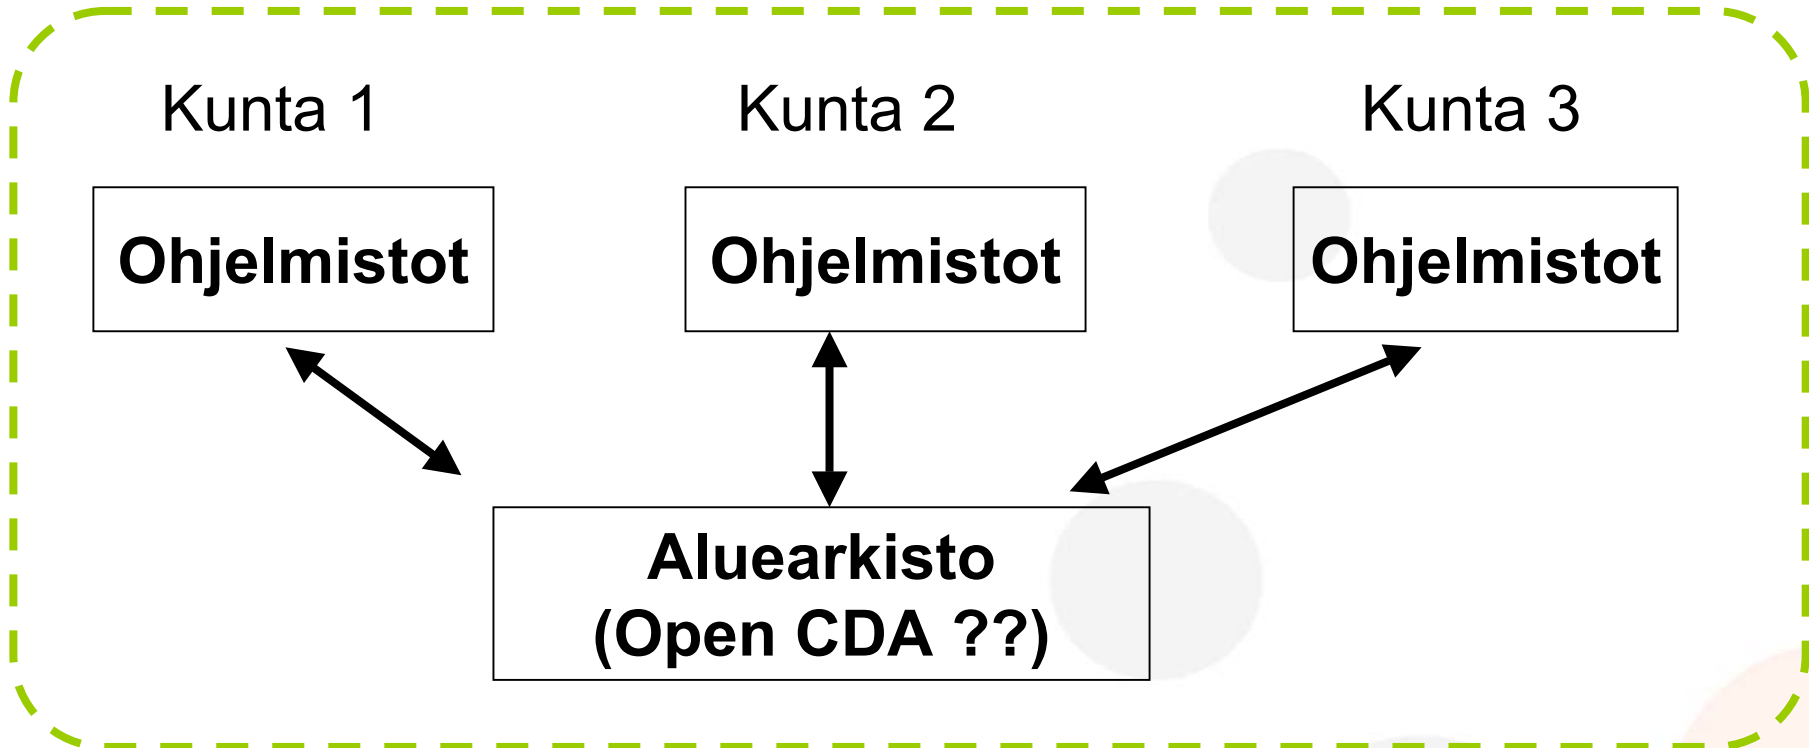 Kunta 1
Kunta 2
Kunta 3
Ohjelmistot
Ohjelmistot
Ohjelmistot
Aluearkisto
(Open CDA ??)